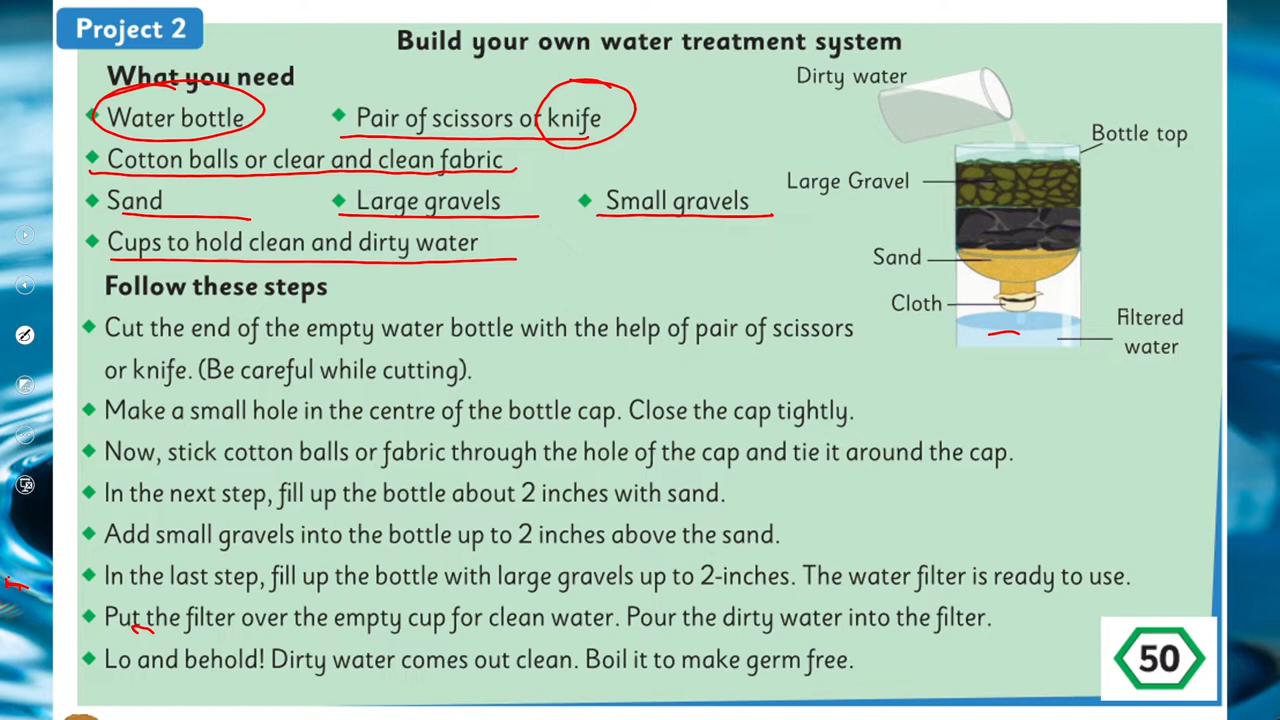 Project 2
Build your own water treatment system
What you need
Water bottle
Pair of scissors or knife
Cotton balls or clear and clean fabric
Sand
Large gravels
Small gravels
Cups to hold clean and dirty water
Dirty water
Bottle top
Large Gravel
Sand
Cloth
Filtered
water
Follow these steps
Cut the end of the empty water bottle with the help of pair of scissors
or knife. (Be careful while cutting).
Make a small hole in the centre of the bottle cap. Close the cap tightly.
Now, stick cotton balls or fabric through the hole of the cap and tie it around the cap.
In the next step, fill up the bottle about 2 inches with sand.
Add small gravels into the bottle up to 2 inches above the sand.
In the last step, fill up the bottle with large gravels up to 2-inches. The water filter is ready to use.
Put the filter over the empty cup for clean water. Pour the dirty water into the filter.
Lo and behold! Dirty water comes out clean. Boil it to make germ free.
50